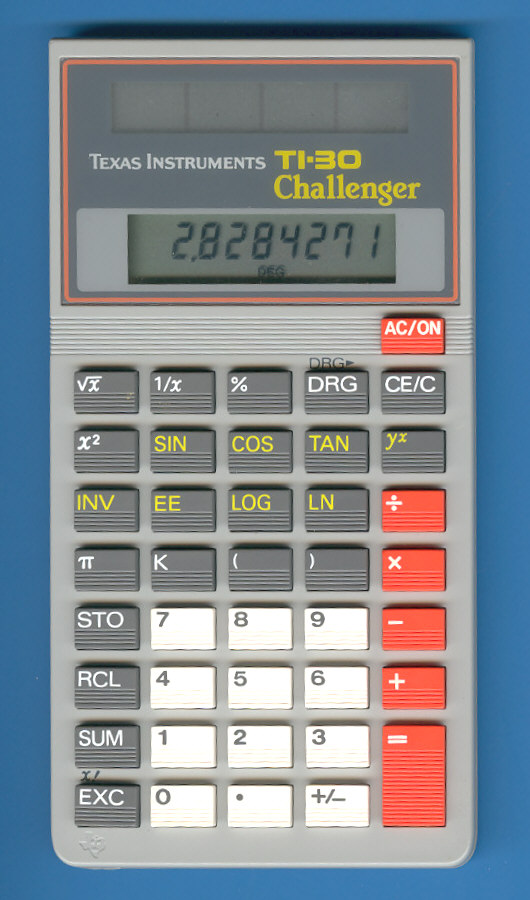 TEXAS INSTRUMENTS TI-30
Challenger
2.8284271
DEG
AC/ON
DRG►
√x 1/x % DRG CE/C
x² SIN COS TAN yx
INV EE LOG LN ÷
π K ( ) ×
STO 7 8 9 −
RCL 4 5 6 +
SUM 1 2 3 =
x!
EXC 0 • +/−